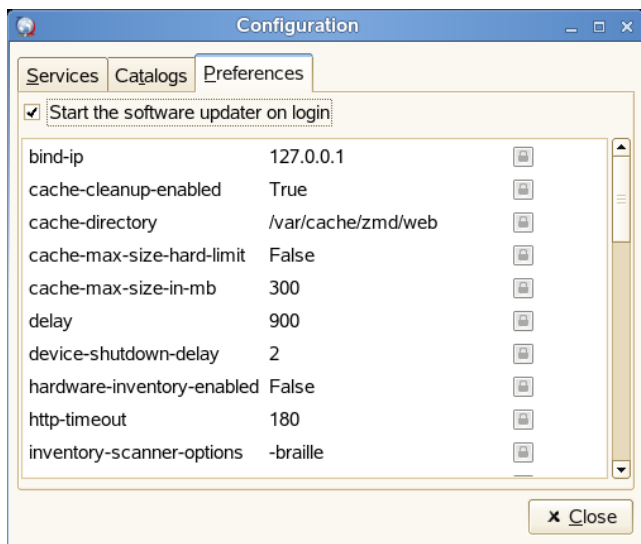 Configuration
Services Catalogs Preferences
Start the software updater on login
bind-ip 127.0.0.1
cache-cleanup-enabled True
cache-directory /var/cache/zmd/web
cache-max-size-hard-limit False
cache-max-size-in-mb 300
delay 900
device-shutdown-delay 2
hardware-inventory-enabled False
http-timeout 180
inventory-scanner-options -braille
Close